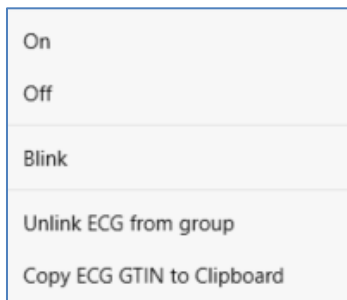 On
Off
Blink
Unlink ECG from group
Copy ECG GTIN to Clipboard